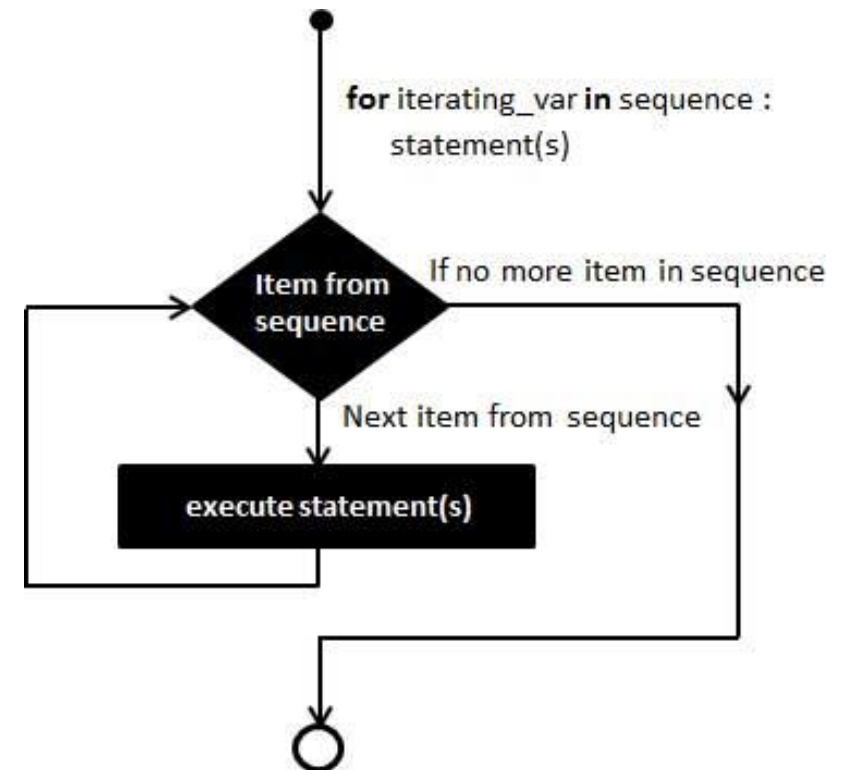 for iterating_var in sequence :
statement(s)
If no more item in sequence
Item from
sequence
Next item from sequence
execute statement(s)